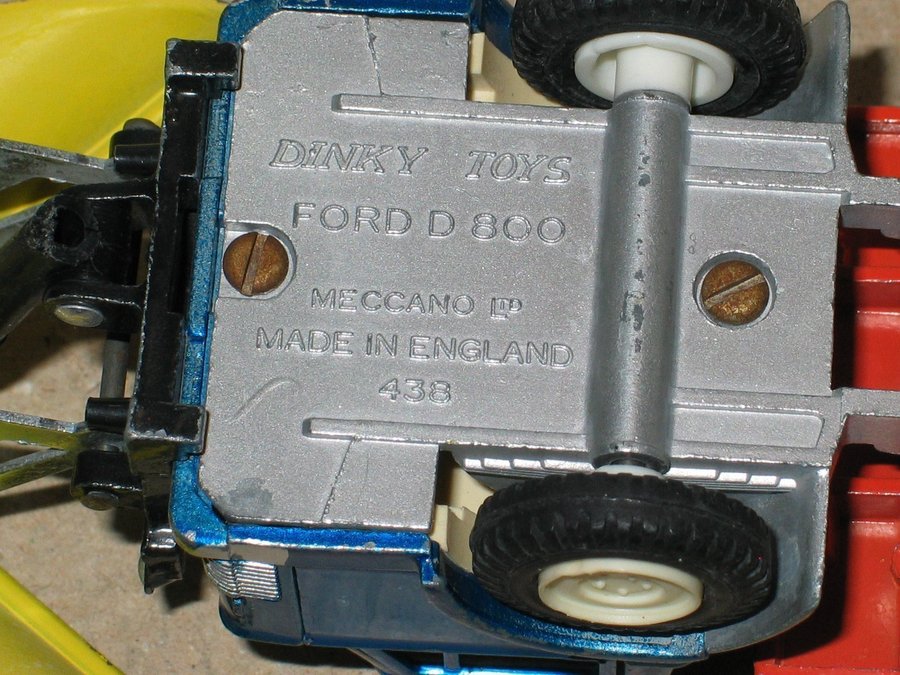 DINKY TOYS
FORD D 800
MECCANO LTD
MADE IN ENGLAND
438